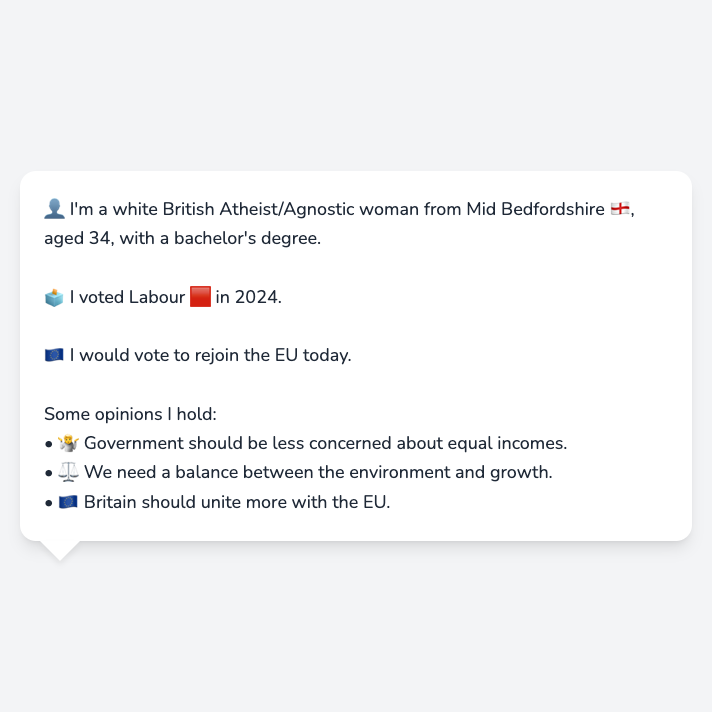 👤 I'm a white British Atheist/Agnostic woman from Mid Bedfordshire 🏴󠁧󠁢󠁥󠁮󠁧󠁿,
aged 34, with a bachelor's degree.
🗳️ I voted Labour 🟥 in 2024.
🇪🇺 I would vote to rejoin the EU today.
Some opinions I hold:
• 🤷 Government should be less concerned about equal incomes.
• ⚖️ We need a balance between the environment and growth.
• 🇪🇺 Britain should unite more with the EU.